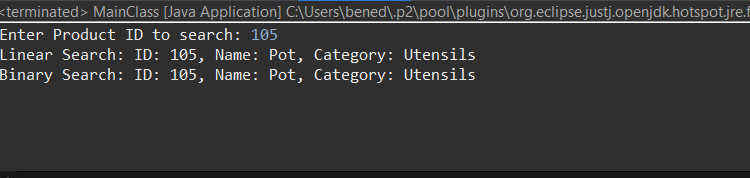 <terminated> MainClass [Java Application] C:\Users\bened\.p2\pool\plugins\org.eclipse.justj.openjdk.hotspot.jre.f
Enter Product ID to search: 105
Linear Search: ID: 105, Name: Pot, Category: Utensils
Binary Search: ID: 105, Name: Pot, Category: Utensils